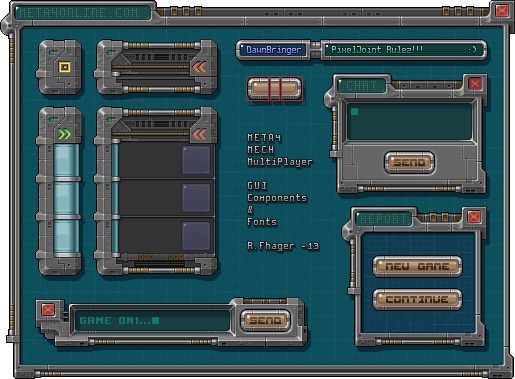 META4ONLINE.COM
DawnBringer
PixelJoint Rulez!!!..........:)
CHAT
SEND
META4
MECH
MultiPlayer
GUI
Components
&
Fonts
R.Fhager -13
REPORT
NEW GAME
CONTINUE
GAME ON!...
SEND